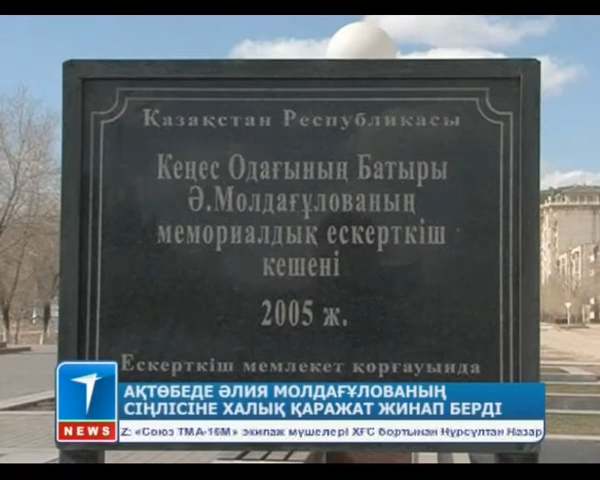 Қазақстан Республикасы
Кеңес Одағының Батыры
Ә.Молдағұлованың
мемориалдық ескерткіш
кешені
2005 ж.
Ескерткіш мемлекет қорғауында
АҚТӨБЕДЕ ӘЛИЯ МОЛДАҒҰЛОВАНЫҢ
СІҢЛІСІНЕ ХАЛЫҚ ҚАРАЖАТ ЖИНАП БЕРДІ
NEWS
Z: «Союз ТМА-16М» экипаж мүшелері ХҒС бортынан Нұрсұлтан Назар